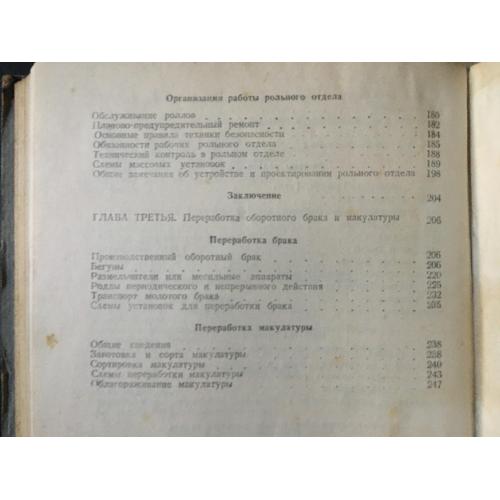 Организация работы рольного отдела
Обслуживание роллов 180
Планово-предупредительный ремонт 182
Основные правила техники безопасности 184
Обязанности рабочих рольного отдела 185
Технический контроль в рольном отделе 188
Схемы массовых установок 189
Общие замечания об устройстве и проектировании рольного отдела 198
Заключение 204
ГЛАВА ТРЕТЬЯ. Переработка оборотного брака и макулатуры 206
Переработка брака
Производственный оборотный брак 206
Бегуны 206
Размельчители или месильные аппараты 220
Роллы периодического и непрерывного действия 225
Транспорт молотого брака 232
Схемы установок для переработки брака 235
Переработка макулатуры
Общие сведения 238
Заготовка и сорта макулатуры 238
Сортировка макулатуры 240
Схемы переработки макулатуры 243
Облагораживание макулатуры 247